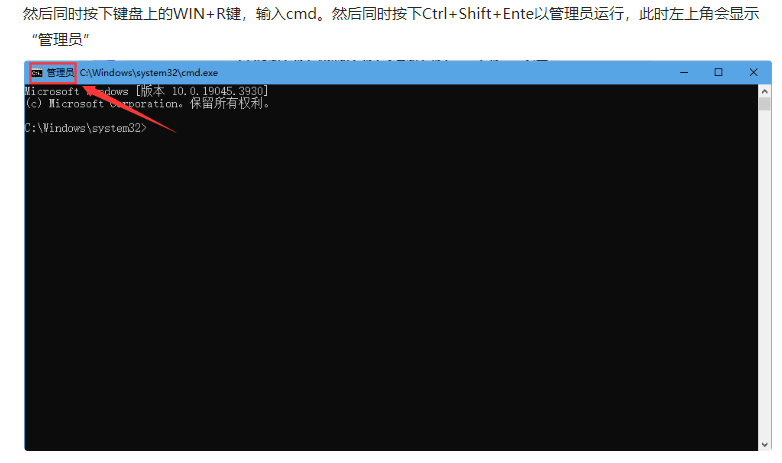 然后同时按下键盘上的WIN+R键，输入cmd。然后同时按下Ctrl+Shift+Ente以管理员运行，此时左上角会显示
“管理员”
管理员 C:\Windows\system32\cmd.exe
Microsoft Windows [版本 10.0.19045.3930]
(c) Microsoft Corporation。保留所有权利。
C:\Windows\system32>